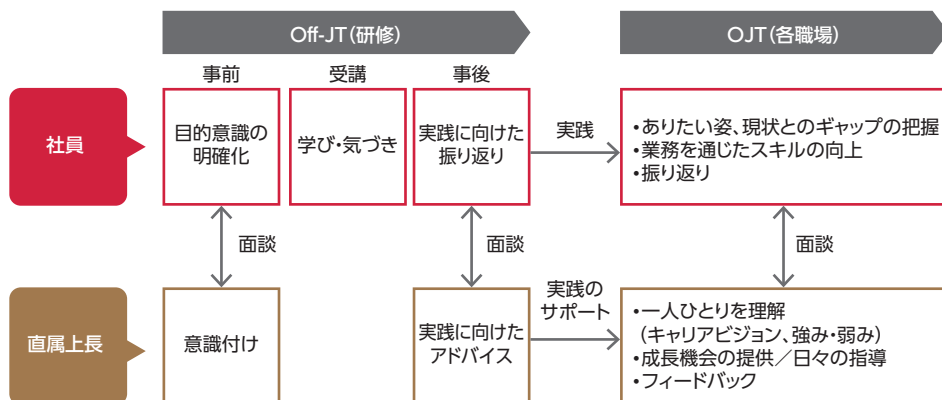 Off-JT（研修）
OJT（各職場）
事前
受講
事後
社員
目的意識の
明確化
学び・気づき
実践に向けた
振り返り
実践
・ありたい姿、現状とのギャップの把握
・業務を通じたスキルの向上
・振り返り
面談
面談
面談
直属上長
意識付け
実践に向けた
アドバイス
実践の
サポート
・一人ひとりを理解
（キャリアビジョン、強み・弱み）
・成長機会の提供／日々の指導
・フィードバック